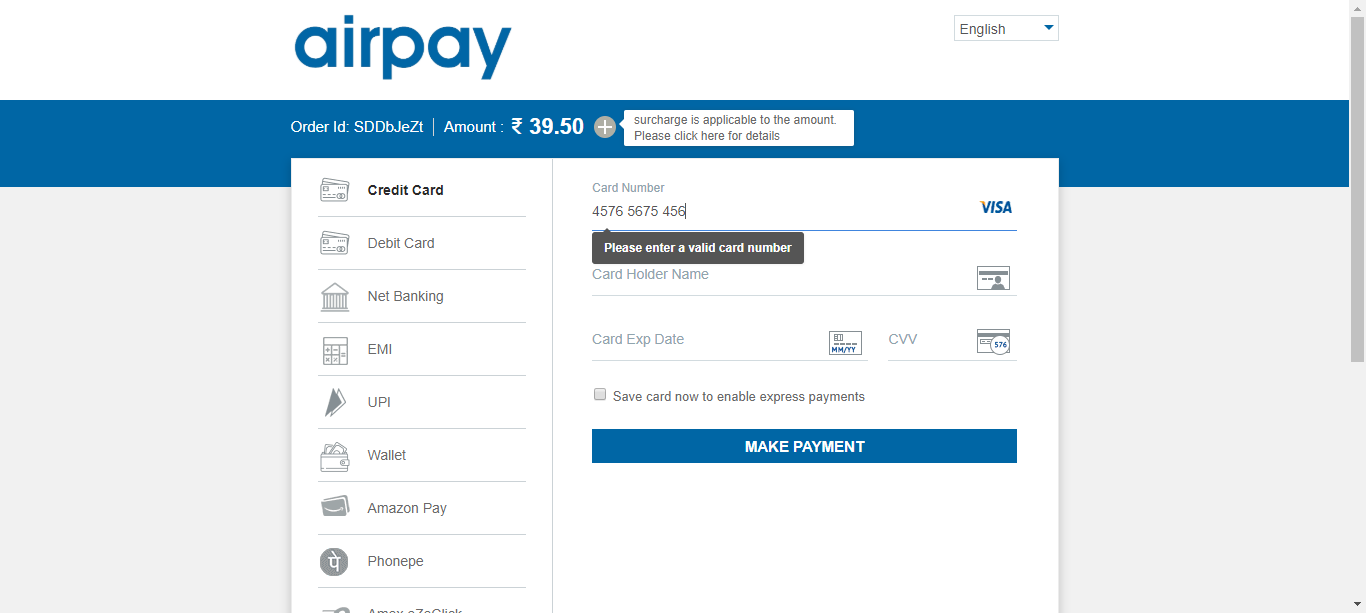 airpay
English
Order Id: SDDbJeZt | Amount : ₹ 39.50
surcharge is applicable to the amount.
Please click here for details
Credit Card
Debit Card
Net Banking
EMI
UPI
Wallet
Amazon Pay
Phonepe
Amex eZeClick
Card Number
4576 5675 456
VISA
Please enter a valid card number
Card Holder Name
Card Exp Date
MM/YY
CVV
576
Save card now to enable express payments
MAKE PAYMENT